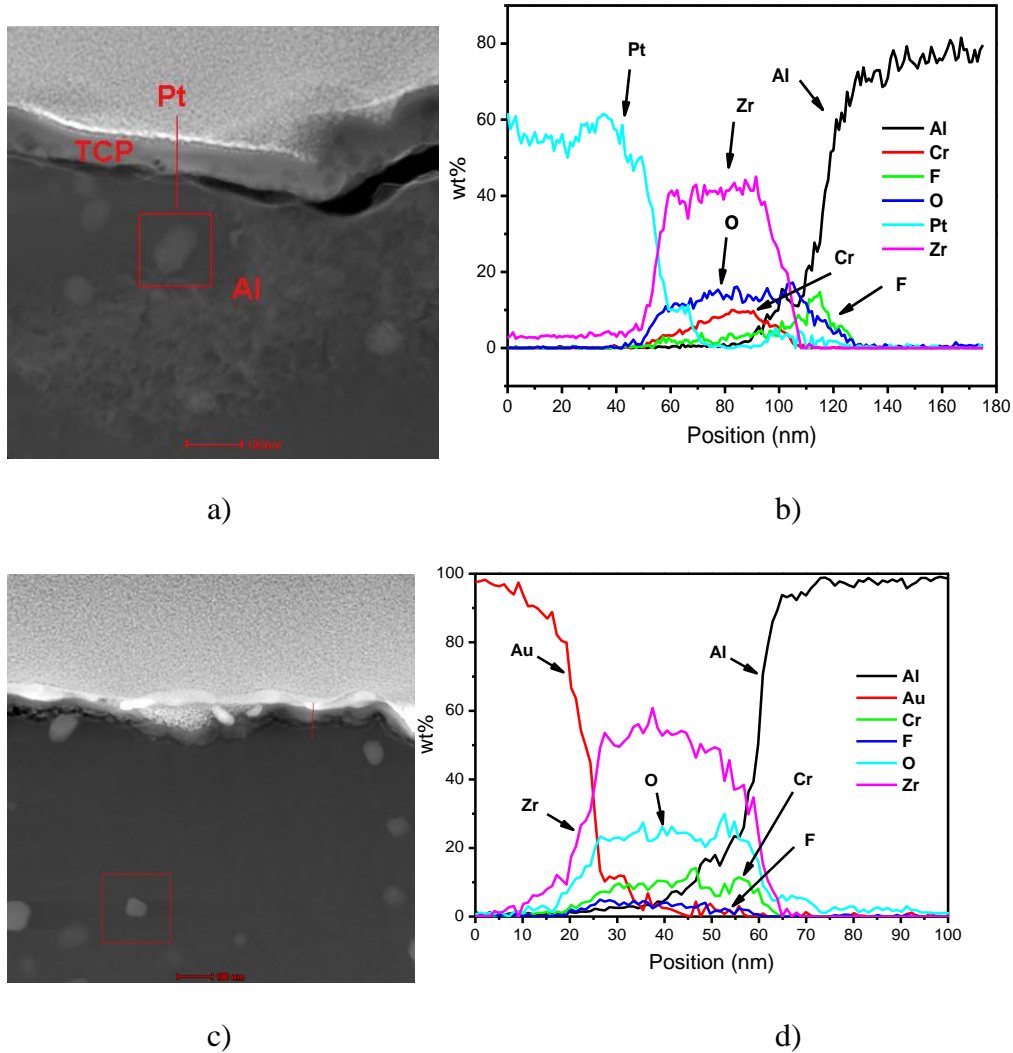 Pt
TCP
Al
100nm
a)
wt%
80
60
40
20
0
Pt
Al
Zr
O
Cr
F
Al
Cr
F
O
Pt
Zr
0 20 40 60 80 100 120 140 160 180
Position (nm)
b)
100 nm
c)
wt%
100
80
60
40
20
0
Au
Al
Zr
O
Cr
F
Al
Au
Cr
F
O
Zr
0 10 20 30 40 50 60 70 80 90 100
Position (nm)
d)